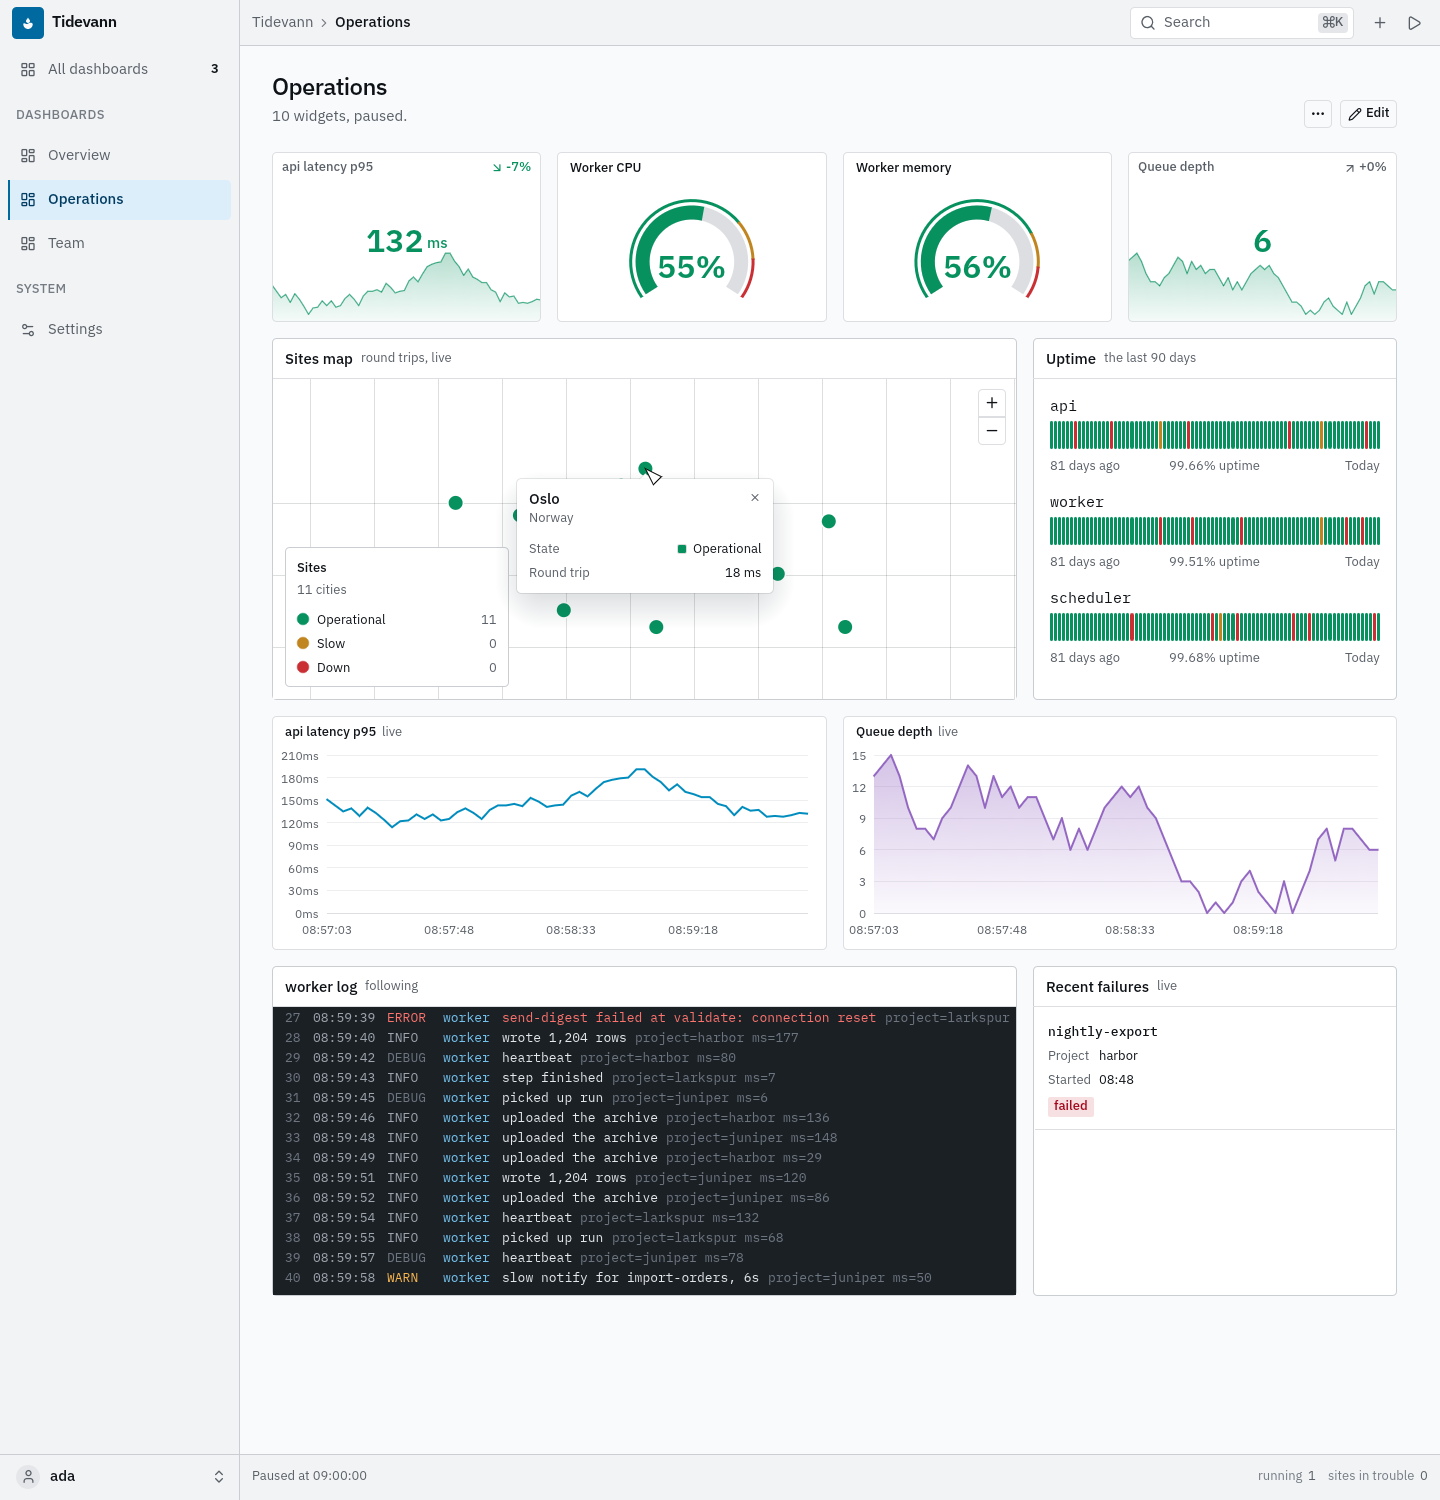 Tidevann
Tidevann > Operations
Search
⌘K
All dashboards 3
DASHBOARDS
Overview
Operations
Team
SYSTEM
Settings
Operations
10 widgets, paused.
Edit
api latency p95 -7%
132 ms
Worker CPU
55%
Worker memory
56%
Queue depth +0%
6
Sites map round trips, live
Oslo
Norway
State Operational
Round trip 18 ms
Sites
11 cities
Operational 11
Slow 0
Down 0
Uptime the last 90 days
api
81 days ago 99.66% uptime Today
worker
81 days ago 99.51% uptime Today
scheduler
81 days ago 99.68% uptime Today
api latency p95 live
210ms
180ms
150ms
120ms
90ms
60ms
30ms
0ms
08:57:03 08:57:48 08:58:33 08:59:18
Queue depth live
15
12
9
6
3
0
08:57:03 08:57:48 08:58:33 08:59:18
worker log following
27 08:59:39 ERROR worker send-digest failed at validate: connection reset project=larkspur
28 08:59:40 INFO worker wrote 1,204 rows project=harbor ms=177
29 08:59:42 DEBUG worker heartbeat project=harbor ms=80
30 08:59:43 INFO worker step finished project=larkspur ms=7
31 08:59:45 DEBUG worker picked up run project=juniper ms=6
32 08:59:46 INFO worker uploaded the archive project=harbor ms=136
33 08:59:48 INFO worker uploaded the archive project=juniper ms=148
34 08:59:49 INFO worker uploaded the archive project=harbor ms=29
35 08:59:51 INFO worker wrote 1,204 rows project=juniper ms=120
36 08:59:52 INFO worker uploaded the archive project=juniper ms=86
37 08:59:54 INFO worker heartbeat project=larkspur ms=132
38 08:59:55 INFO worker picked up run project=larkspur ms=68
39 08:59:57 DEBUG worker heartbeat project=juniper ms=78
40 08:59:58 WARN worker slow notify for import-orders, 6s project=juniper ms=50
Recent failures live
nightly-export
Project harbor
Started 08:48
failed
ada
Paused at 09:00:00
running 1 sites in trouble 0